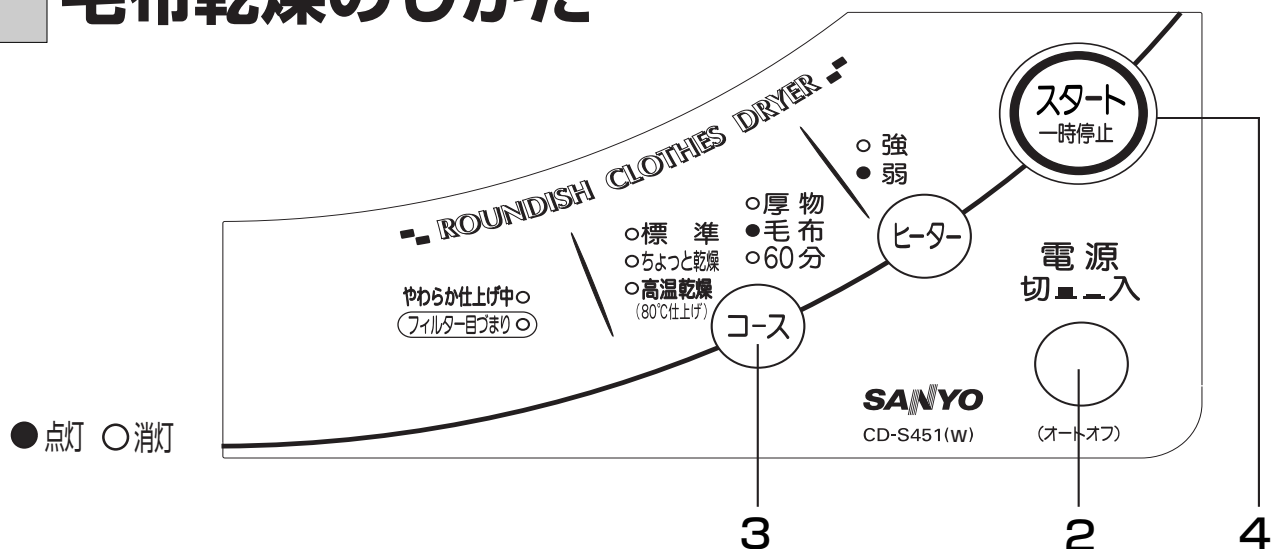 毛布乾燥のしかた
ROUNDISH CLOTHES DRYER
スタート
一時停止
強
弱
ヒーター
厚物
毛布
60分
標準
ちょっと乾燥
高温乾燥
(80℃仕上げ)
コース
やわらか仕上げ中
フィルター目づまり
電源
切 入
(オートオフ)
SANYO
CD-S451(W)
●点灯 ○消灯
3
2
4